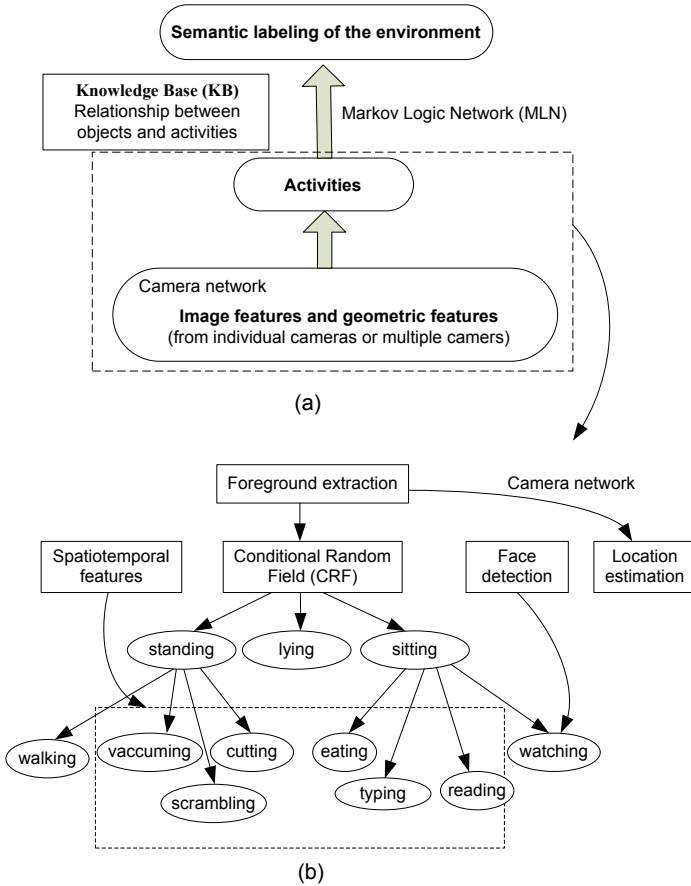 Semantic labeling of the environment
Knowledge Base (KB)
Relationship between
objects and activities
Markov Logic Network (MLN)
Activities
Camera network
Image features and geometric features
(from individual cameras or multiple camers)
(a)
Foreground extraction
Camera network
Spatiotemporal
features
Conditional Random
Field (CRF)
Face
detection
Location
estimation
standing
lying
sitting
walking
vaccuming
cutting
eating
watching
scrambling
typing
reading
(b)